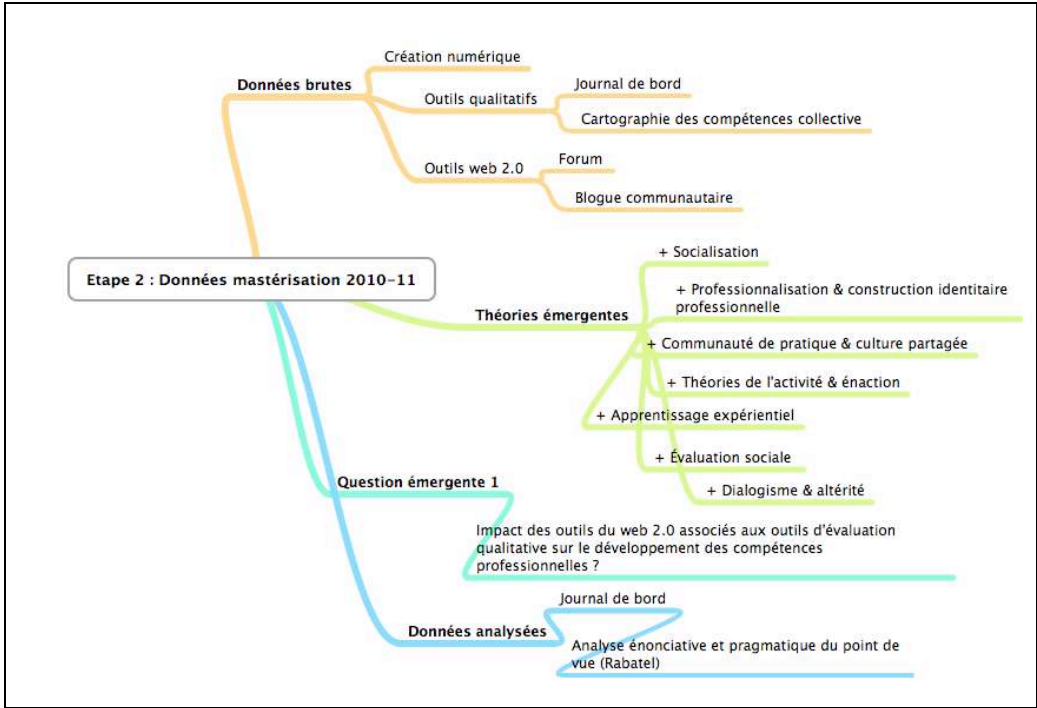 Création numérique
Données brutes
Journal de bord
Outils qualitatifs
Cartographie des compétences collective
Forum
Outils web 2.0
Blogue communautaire
Etape 2 : Données mastérisation 2010-11
+ Socialisation
+ Professionnalisation & construction identitaire
professionnelle
Théories émergentes
+ Communauté de pratique & culture partagée
+ Théories de l'activité & énaction
+ Apprentissage expérientiel
+ Évaluation sociale
+ Dialogisme & altérité
Question émergente 1
Impact des outils du web 2.0 associés aux outils d'évaluation
qualitative sur le développement des compétences
professionnelles ?
Journal de bord
Données analysées
Analyse énonciative et pragmatique du point de
vue (Rabatel)